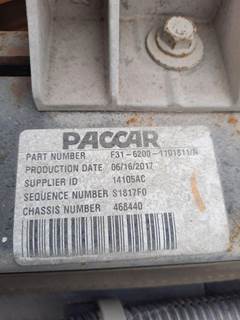 PACCAR
PART NUMBER F31-6200-1101811/N
PRODUCTION DATE 06/16/2017
SUPPLIER ID 14105AC
SEQUENCE NUMBER S1817F0
CHASSIS NUMBER 468440